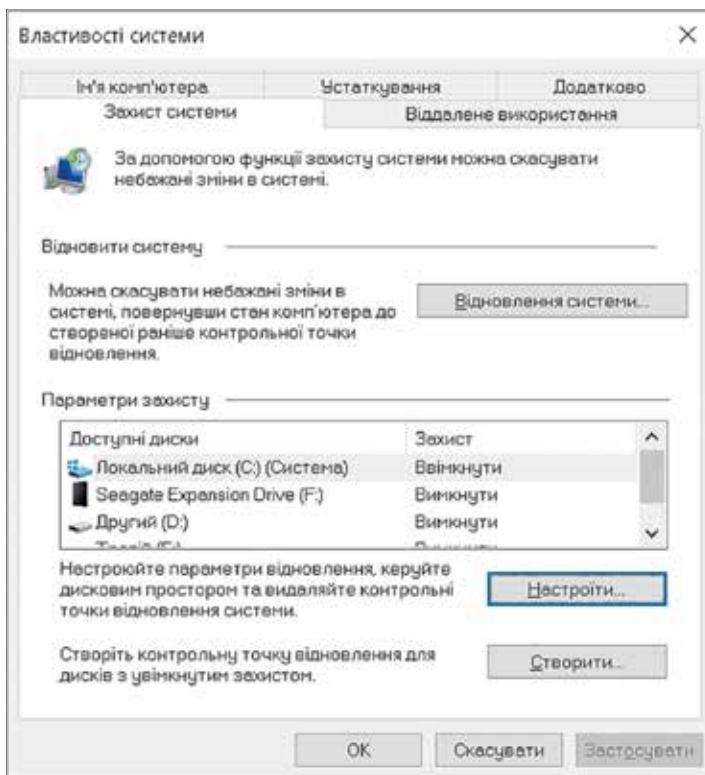 Властивості системи
Ім'я комп'ютера Устаткування Додатково
Захист системи Віддалене використання
За допомогою функції захисту системи можна скасувати
небажані зміни в системі.
Відновити систему
Можна скасувати небажані зміни в
системі, повернувши стан комп'ютера до
створеної раніше контрольної точки
відновлення.
Відновлення системи...
Параметри захисту
Доступні диски Захист
Локальний диск (C:) (Система) Ввімкнути
Seagate Expansion Drive (F:) Вимкнути
Другий (D:) Вимкнути
Настроюйте параметри відновлення, керуйте
дисковим простором та видаляйте контрольні
точки відновлення системи.
Настроїти...
Створіть контрольну точку відновлення для
дисків з увімкнутим захистом.
Створити...
OK Скасувати Застосувати